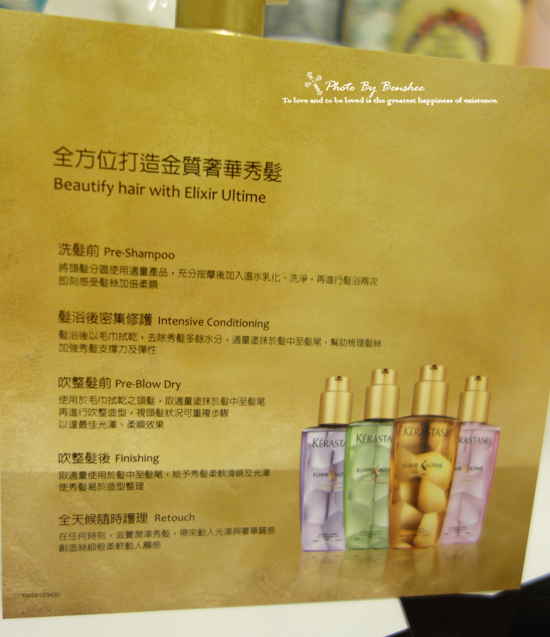 Photo By Benshee
To love and to be loved is the greatest happiness of existence.
全方位打造金質奢華秀髮
Beautify hair with Elixir Ultime
洗髮前 Pre-Shampoo
將頭髮分區使用適量產品，充分按摩後加入溫水乳化、洗淨，再進行髮浴兩次
即刻感受髮絲加倍柔順
髮浴後密集修護 Intensive Conditioning
髮浴後以毛巾拭乾，去除秀髮多餘水分，適量塗抹於髮中至髮尾，幫助梳理髮絲
加強秀髮支撐力及彈性
吹整髮前 Pre-Blow Dry
使用於毛巾拭乾之頭髮，取適量塗抹於髮中至髮尾
再進行吹整造型，視頭髮狀況可重複步驟
以達最佳光澤、柔順效果
吹整髮後 Finishing
取適量使用於髮中至髮尾，給予秀髮柔軟滑順及光澤
使秀髮易於造型整理
全天候隨時護理 Retouch
在任何時刻，滋養潤澤秀髮，帶來動人光澤與奢華質感
創造絲緞般柔軟動人觸感
KÉRASTASE KÉRASTASE KÉRASTASE KÉRASTASE
ELIXIR ULTIME ELIXIR ULTIME